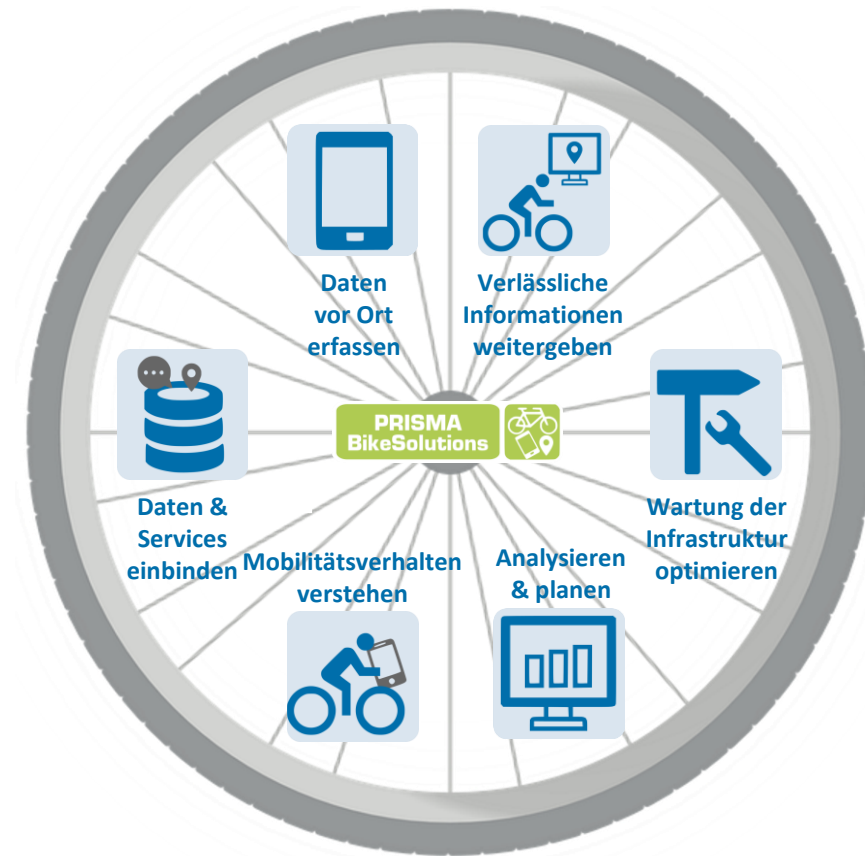 Daten
vor Ort
erfassen
Verlässliche
Informationen
weitergeben
PRISMA
BikeSolutions
Daten &
Services
einbinden
Wartung der
Infrastruktur
optimieren
Mobilitätsverhalten
verstehen
Analysieren
& planen